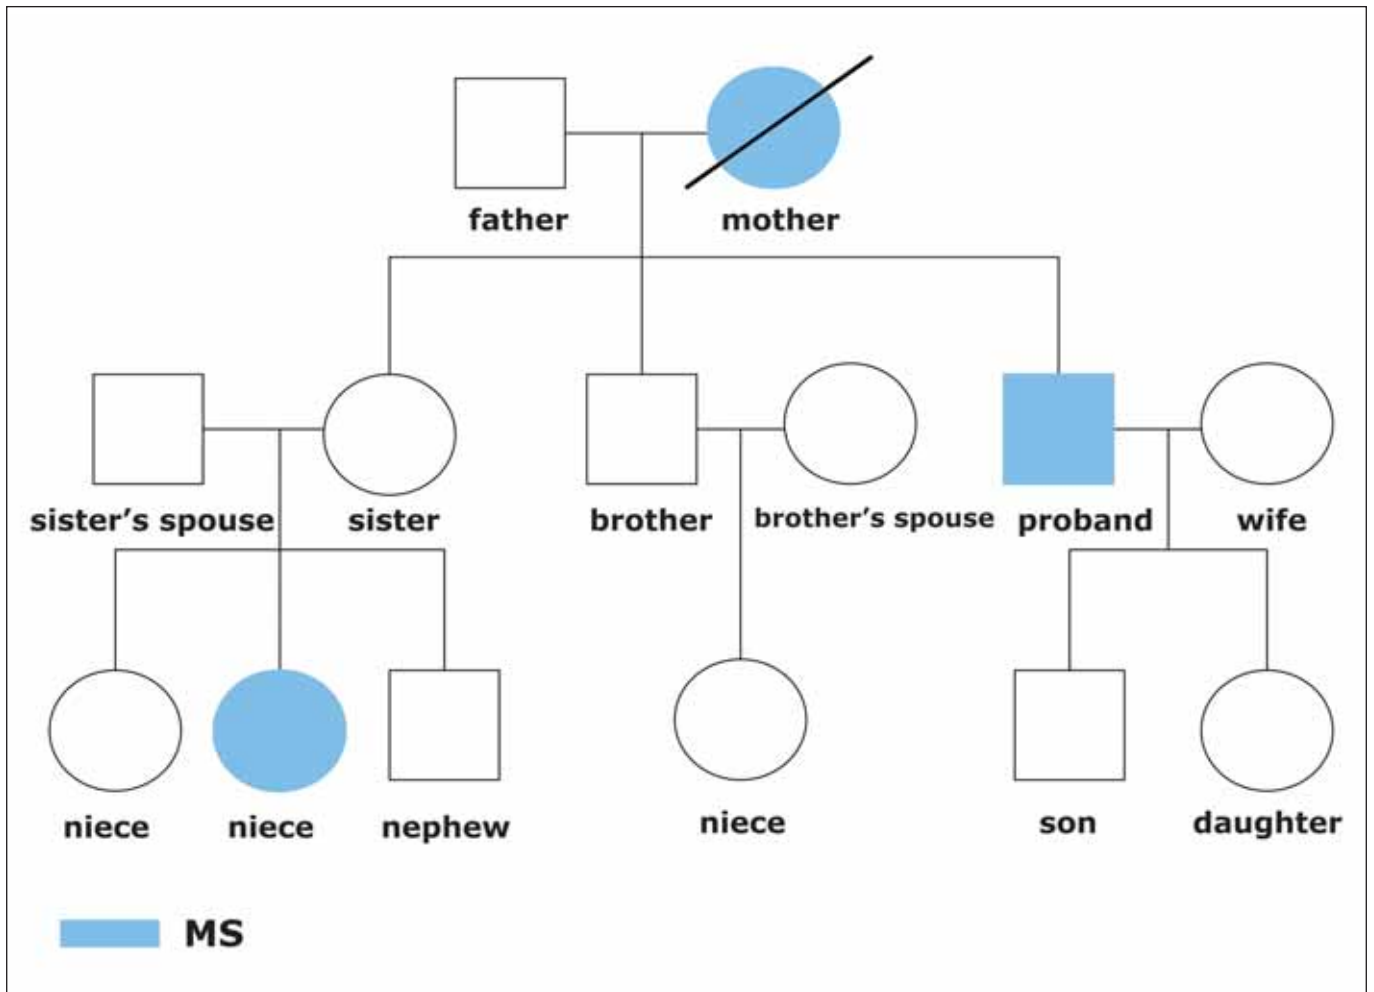 father
mother
sister’s spouse
sister
brother
brother’s spouse
proband
wife
niece
niece
nephew
niece
son
daughter
MS